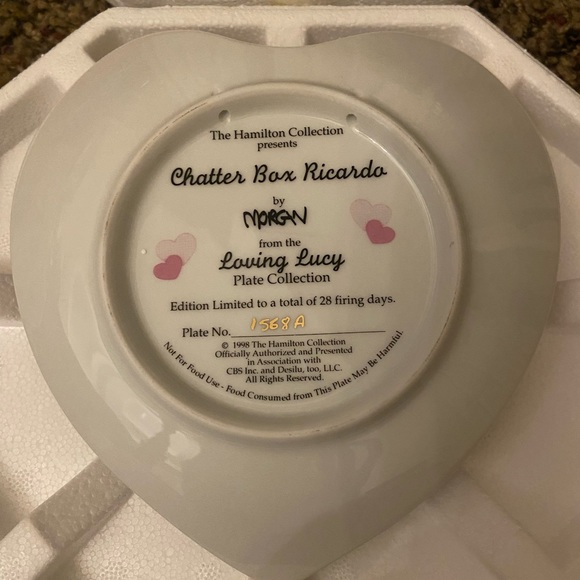 The Hamilton Collection
presents
Chatter Box Ricardo
by
MORGAN
from the
Loving Lucy
Plate Collection
Edition Limited to a total of 28 firing days.
Plate No. 1568A
© 1998 The Hamilton Collection
Officially Authorized and Presented
in Association with
CBS Inc. and Desilu, too, LLC.
All Rights Reserved.
Not For Food Use - Food Consumed from This Plate May Be Harmful.